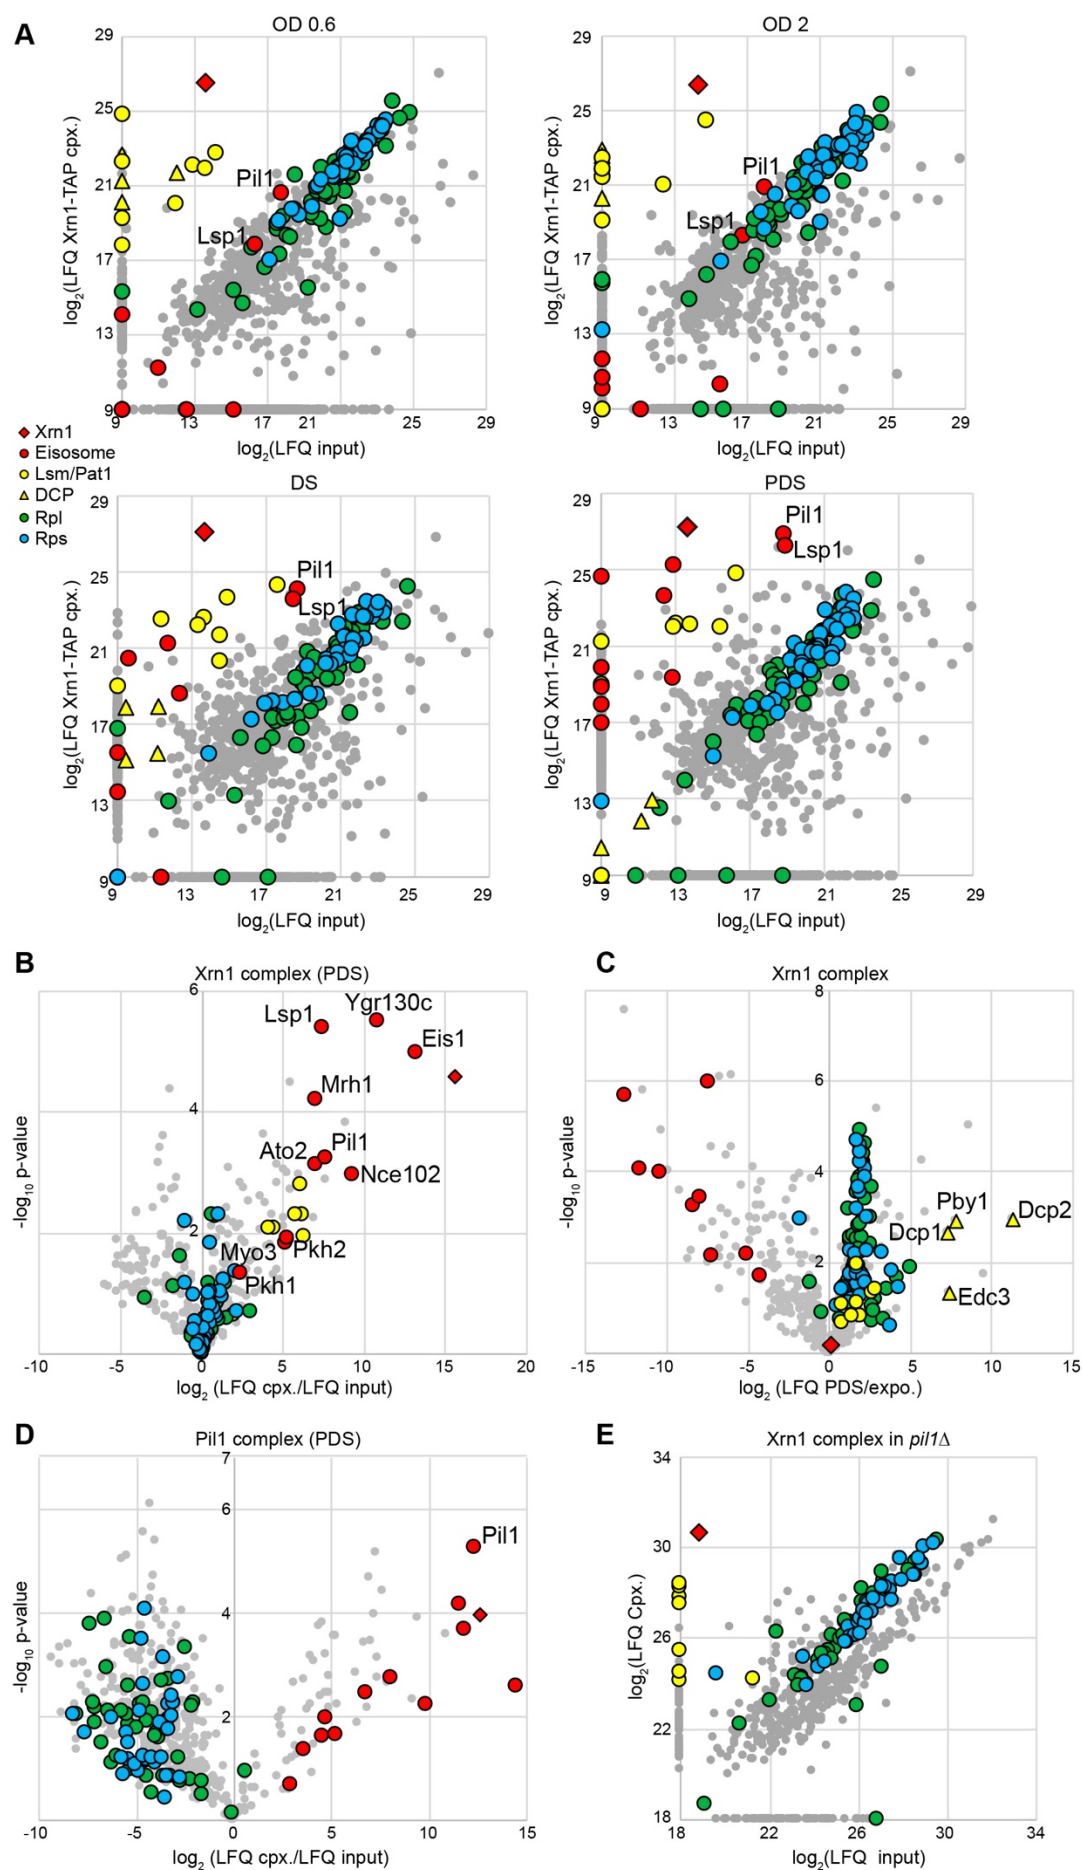 A
OD 0.6
OD 2
29
25
21
17
13
9
log2(LFQ Xrn1-TAP cpx.)
Pil1
Lsp1
9 13 17 21 25 29
log2(LFQ input)
29
25
21
17
13
9
log2(LFQ Xrn1-TAP cpx.)
Pil1
Lsp1
9 13 17 21 25 29
log2(LFQ input)
Xrn1
Eisosome
Lsm/Pat1
DCP
Rpl
Rps
DS
PDS
29
25
21
17
13
9
log2(LFQ Xrn1-TAP cpx.)
Pil1
Lsp1
9 13 17 21 25 29
log2(LFQ input)
29
25
21
17
13
9
log2(LFQ Xrn1-TAP cpx.)
Pil1
Lsp1
9 13 17 21 25 29
log2(LFQ input)
B
Xrn1 complex (PDS)
6
4
2
-log10 p-value
Lsp1
Ygr130c
Eis1
Mrh1
Ato2
Pil1
Nce102
Myo3
Pkh2
Pkh1
-10 -5 0 5 10 15 20
log2 (LFQ cpx./LFQ input)
C
Xrn1 complex
8
6
4
2
-log10 p-value
Pby1
Dcp2
Dcp1
Edc3
-15 -10 -5 0 5 10 15
log2 (LFQ PDS/expo.)
D
Pil1 complex (PDS)
7
6
4
2
-log10 p-value
Pil1
-10 -5 0 5 10 15
log2 (LFQ cpx./LFQ input)
E
Xrn1 complex in pil1Δ
34
30
26
22
18
log2(LFQ Cpx.)
18 22 26 30 34
log2(LFQ input)